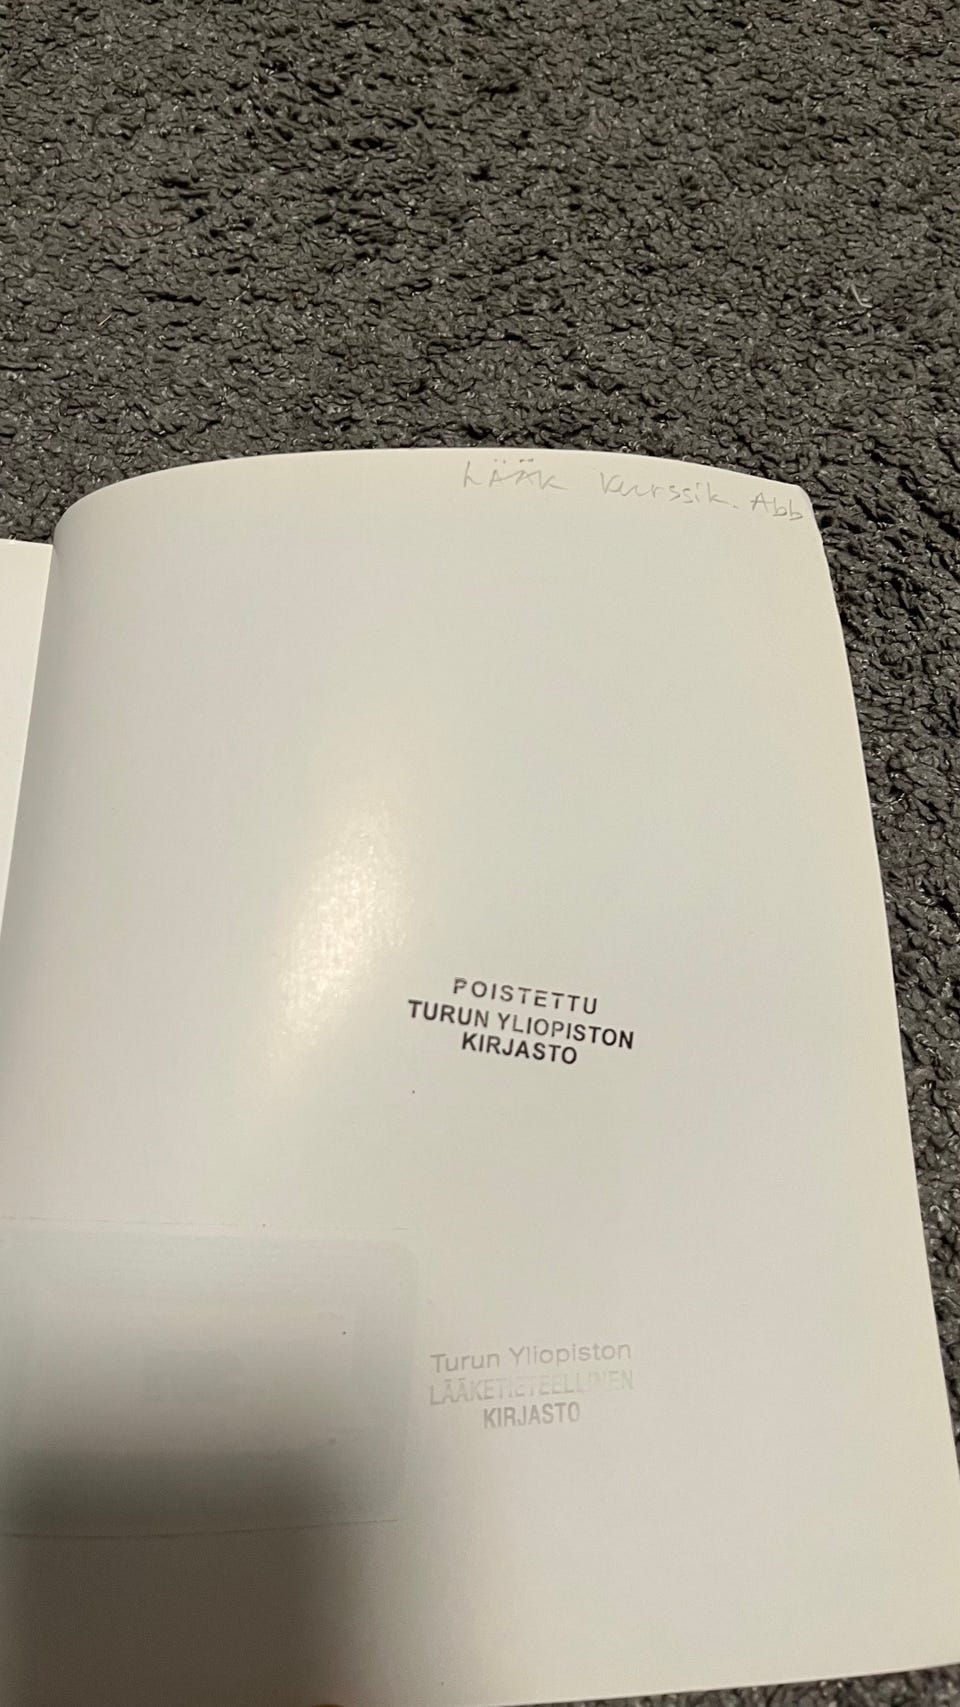 LÄÄK kurssik. Abb
POISTETTU
TURUN YLIOPISTON
KIRJASTO
Turun Yliopiston
LÄÄKETIETEELLINEN
KIRJASTO